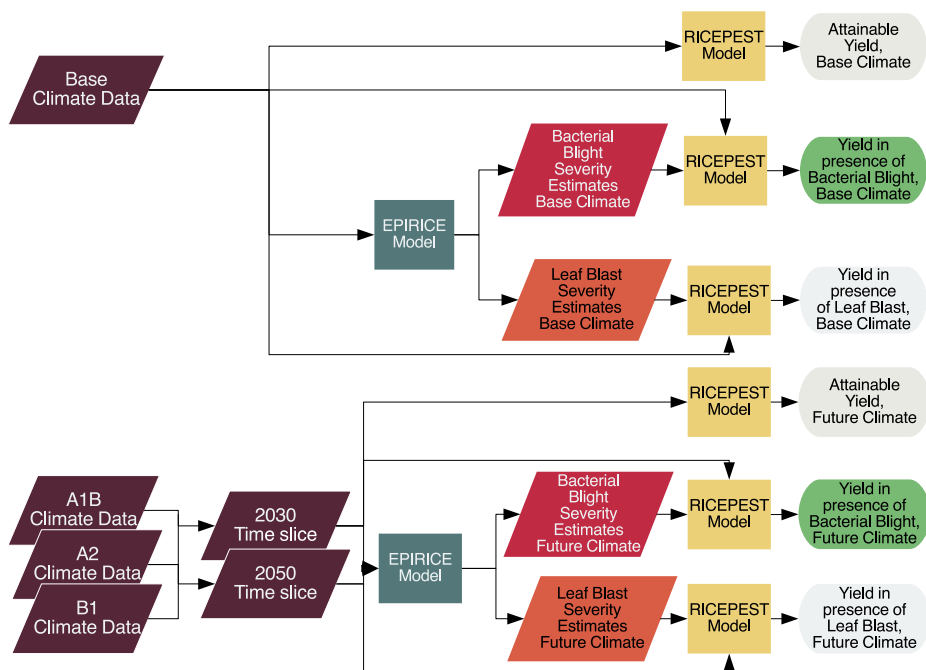 RICEPEST
Model
Attainable
Yield,
Base Climate
Base
Climate Data
Bacterial
Blight
Severity
Estimates
Base Climate
RICEPEST
Model
Yield in
presence of
Bacterial Blight,
Base Climate
EPIRICE
Model
Leaf Blast
Severity
Estimates
Base Climate
RICEPEST
Model
Yield in
presence
of Leaf Blast,
Base Climate
RICEPEST
Model
Attainable
Yield,
Future Climate
A1B
Climate Data
A2
Climate Data
B1
Climate Data
2030
Time slice
2050
Time slice
EPIRICE
Model
Bacterial
Blight
Severity
Estimates
Future Climate
RICEPEST
Model
Yield in
presence of
Bacterial Blight,
Future Climate
Leaf Blast
Severity
Estimates
Future Climate
RICEPEST
Model
Yield in
presence of
Leaf Blast,
Future Climate